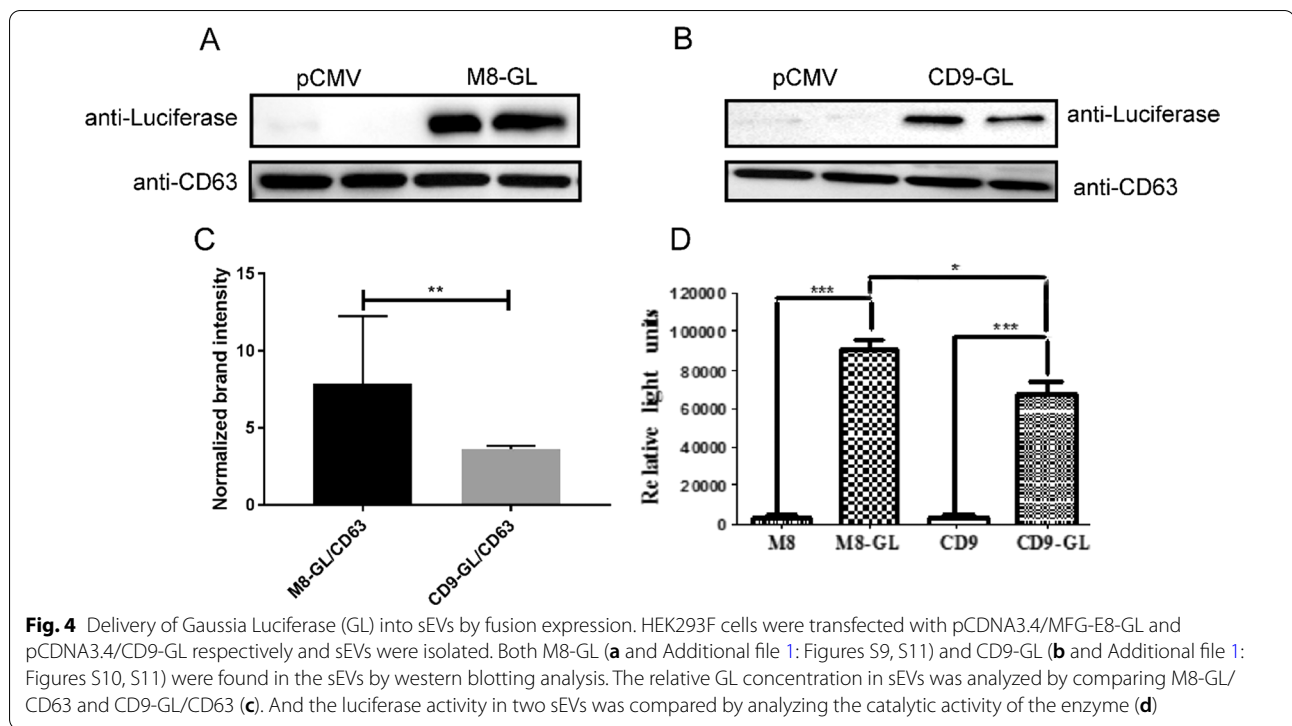 A
pCMV M8-GL
anti-Luciferase
anti-CD63
B
pCMV CD9-GL
anti-Luciferase
anti-CD63
C
Normalized brand intensity
15
10
5
0
**
M8-GL/CD63
CD9-GL/CD63
D
Relative light units
120000
100000
80000
60000
40000
20000
0
***
*
***
M8 M8-GL CD9 CD9-GL
Fig. 4 Delivery of Gaussia Luciferase (GL) into sEVs by fusion expression. HEK293F cells were transfected with pCDNA3.4/MFG-E8-GL and
pCDNA3.4/CD9-GL respectively and sEVs were isolated. Both M8-GL (a and Additional file 1: Figures S9, S11) and CD9-GL (b and Additional file 1:
Figures S10, S11) were found in the sEVs by western blotting analysis. The relative GL concentration in sEVs was analyzed by comparing M8-GL/
CD63 and CD9-GL/CD63 (c). And the luciferase activity in two sEVs was compared by analyzing the catalytic activity of the enzyme (d)